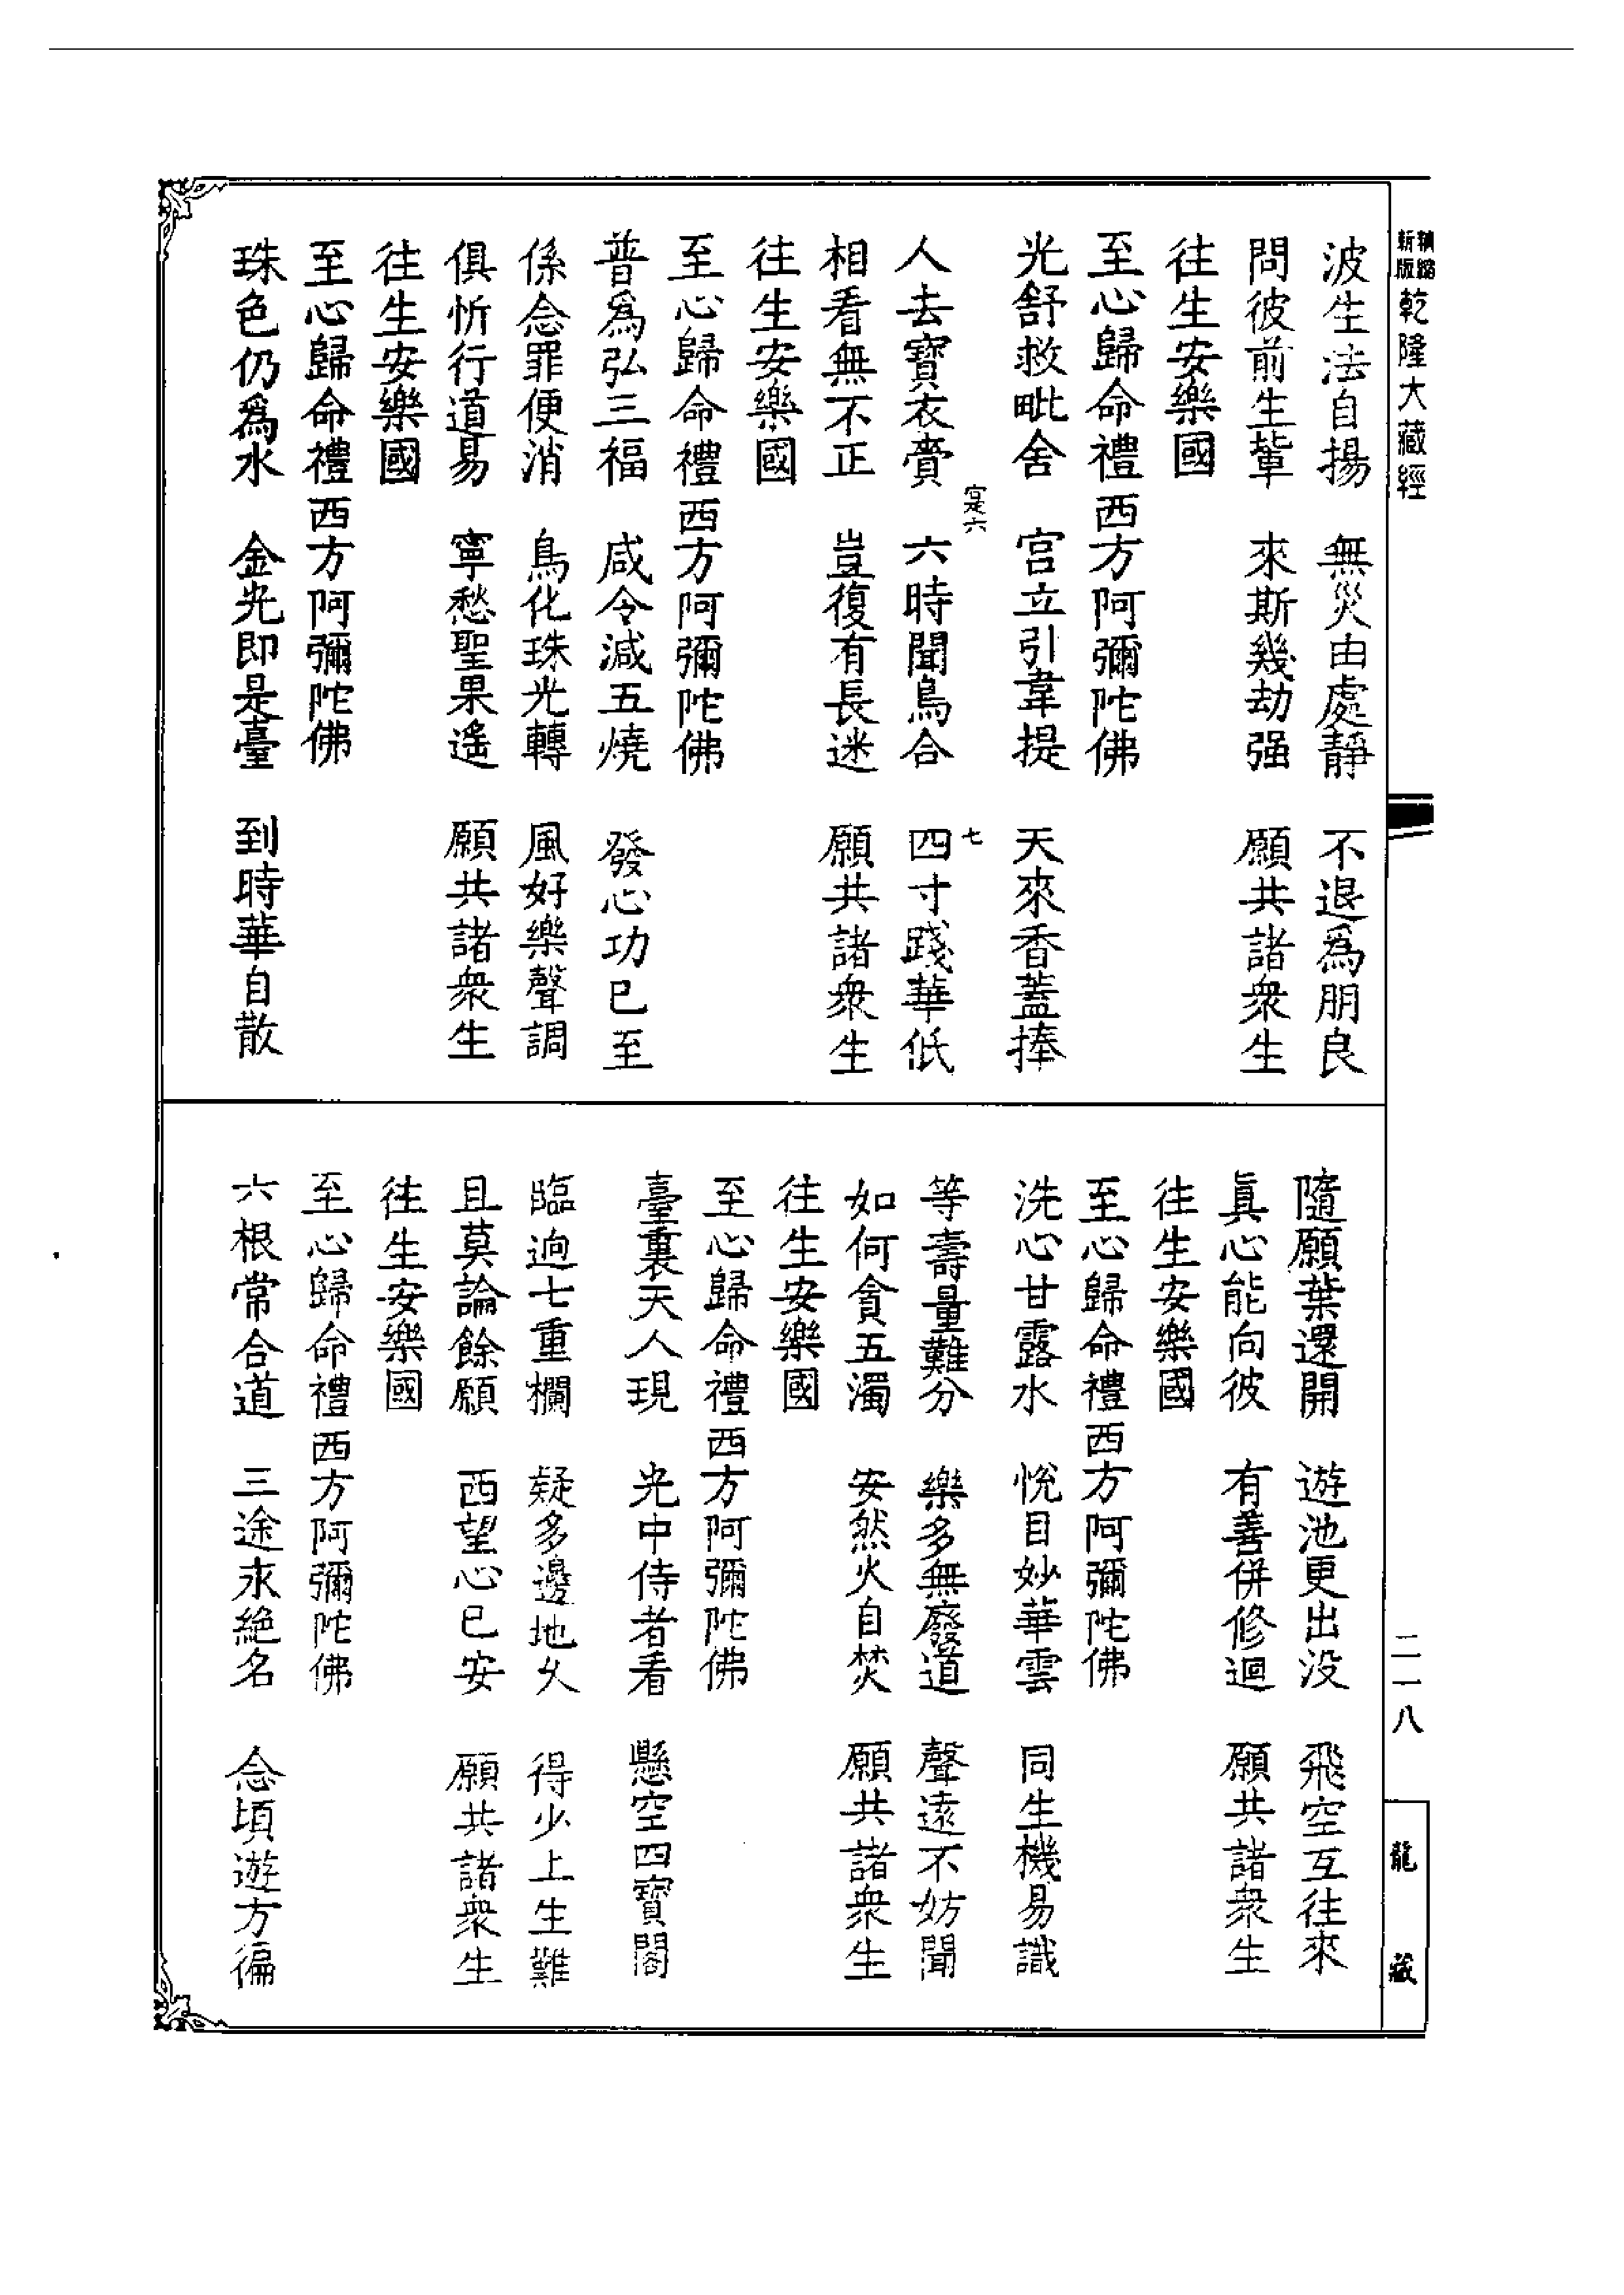 精縮新版乾隆大藏經
波生法自揚　無災由處靜　不退爲朋良
問彼前生輩　來斯幾劫强　願共諸衆生
往生安樂國
至心歸命禮西方阿彌陀佛
光舒救毗舍　宫立引韋提　天來香蓋捧
寔六　七
人去寶衣賷　六時聞鳥合　四寸踐華低
相看無不正　豈復有長迷　願共諸衆生
往生安樂國
至心歸命禮西方阿彌陀佛
普爲弘三福　咸令減五燒　發心功已至
係念罪便消　鳥化珠光轉　風好樂聲調
俱忻行道易　寧愁聖果遙　願共諸衆生
往生安樂國
至心歸命禮西方阿彌陀佛
珠色仍爲水　金光即是臺　到時華自散
隨願葉還開　遊池更出没　飛空互往來
眞心能向彼　有善併修迴　願共諸衆生
往生安樂國
至心歸命禮西方阿彌陀佛
洗心甘露水　悅目妙華雲　同生機易識
等壽量難分　樂多無廢道　聲遠不妨聞
如何貪五濁　安然火自焚　願共諸衆生
往生安樂國
至心歸命禮西方阿彌陀佛
臺裏天人現　光中侍者看　懸空四寶閣
臨逈七重欄　疑多邊地久　得少上生難
且莫論餘願　西望心已安　願共諸衆生
往生安樂國
至心歸命禮西方阿彌陀佛
六根常合道　三途永絶名　念頃遊方徧
二一八
龍藏